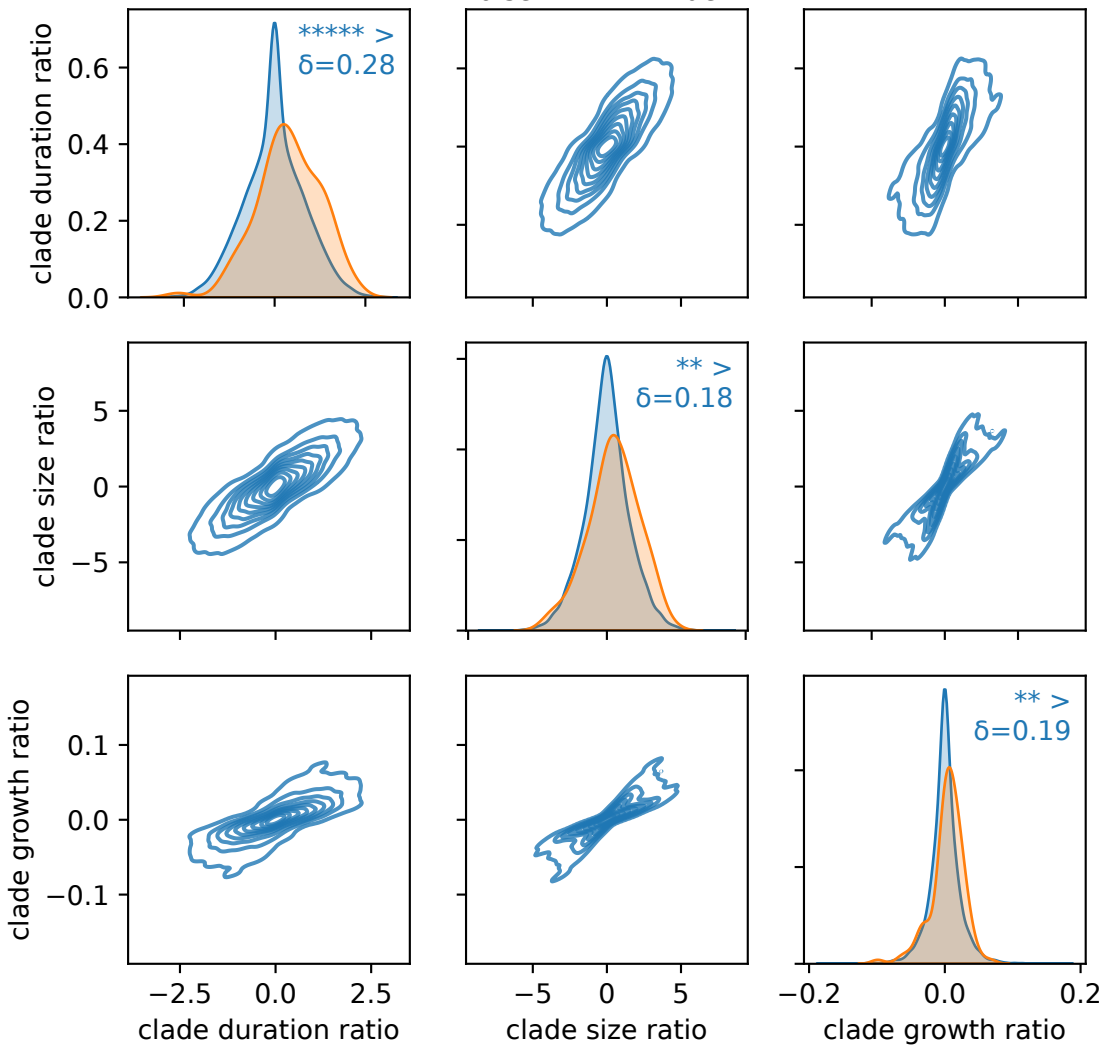 clade duration ratio
0.6
0.4
0.2
0.0
***** >
δ=0.28
clade size ratio
5
0
−5
** >
δ=0.18
clade growth ratio
0.1
0.0
−0.1
** >
δ=0.19
−2.5 0.0 2.5
−5 0 5
−0.2 0.0 0.2
clade duration ratio
clade size ratio
clade growth ratio